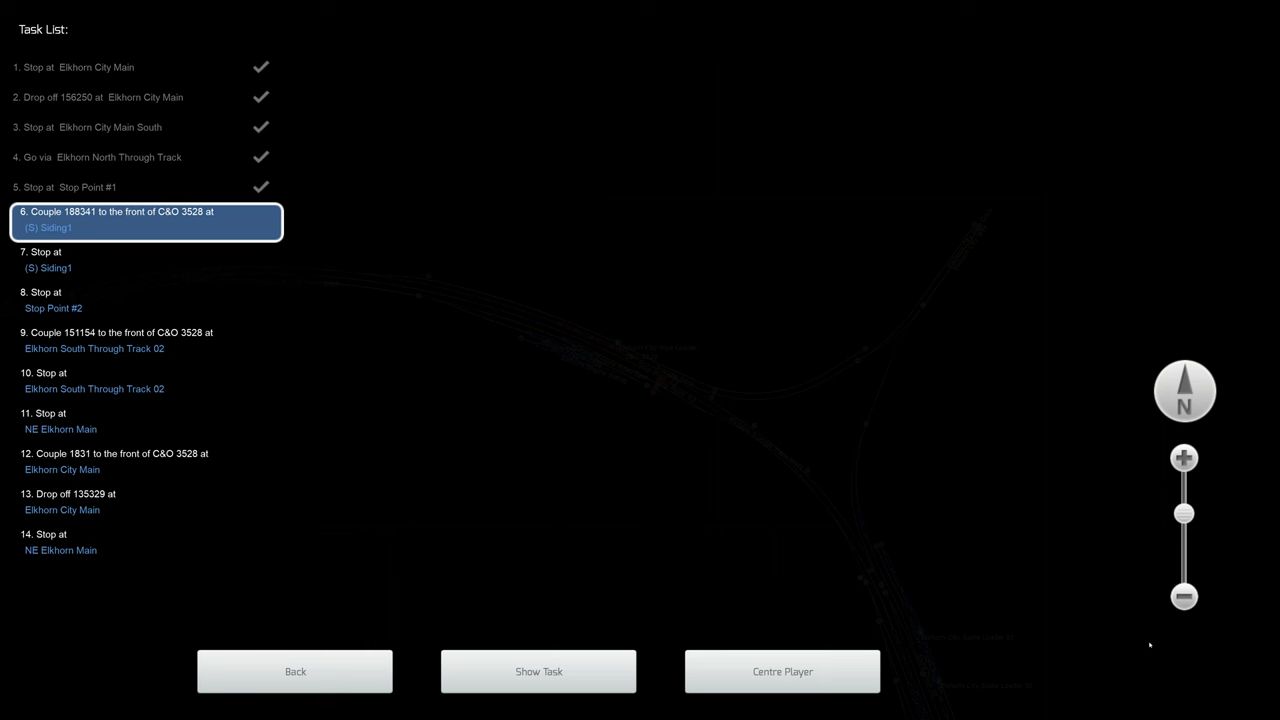 Task List:
1. Stop at Elkhorn City Main
2. Drop off 156250 at Elkhorn City Main
3. Stop at Elkhorn City Main South
4. Go via Elkhorn North Through Track
5. Stop at Stop Point #1
6. Couple 188341 to the front of C&O 3528 at
(S) Siding1
7. Stop at
(S) Siding1
8. Stop at
Stop Point #2
9. Couple 151154 to the front of C&O 3528 at
Elkhorn South Through Track 02
10. Stop at
Elkhorn South Through Track 02
11. Stop at
NE Elkhorn Main
12. Couple 1831 to the front of C&O 3528 at
Elkhorn City Main
13. Drop off 135329 at
Elkhorn City Main
14. Stop at
NE Elkhorn Main
N
Back
Show Task
Centre Player